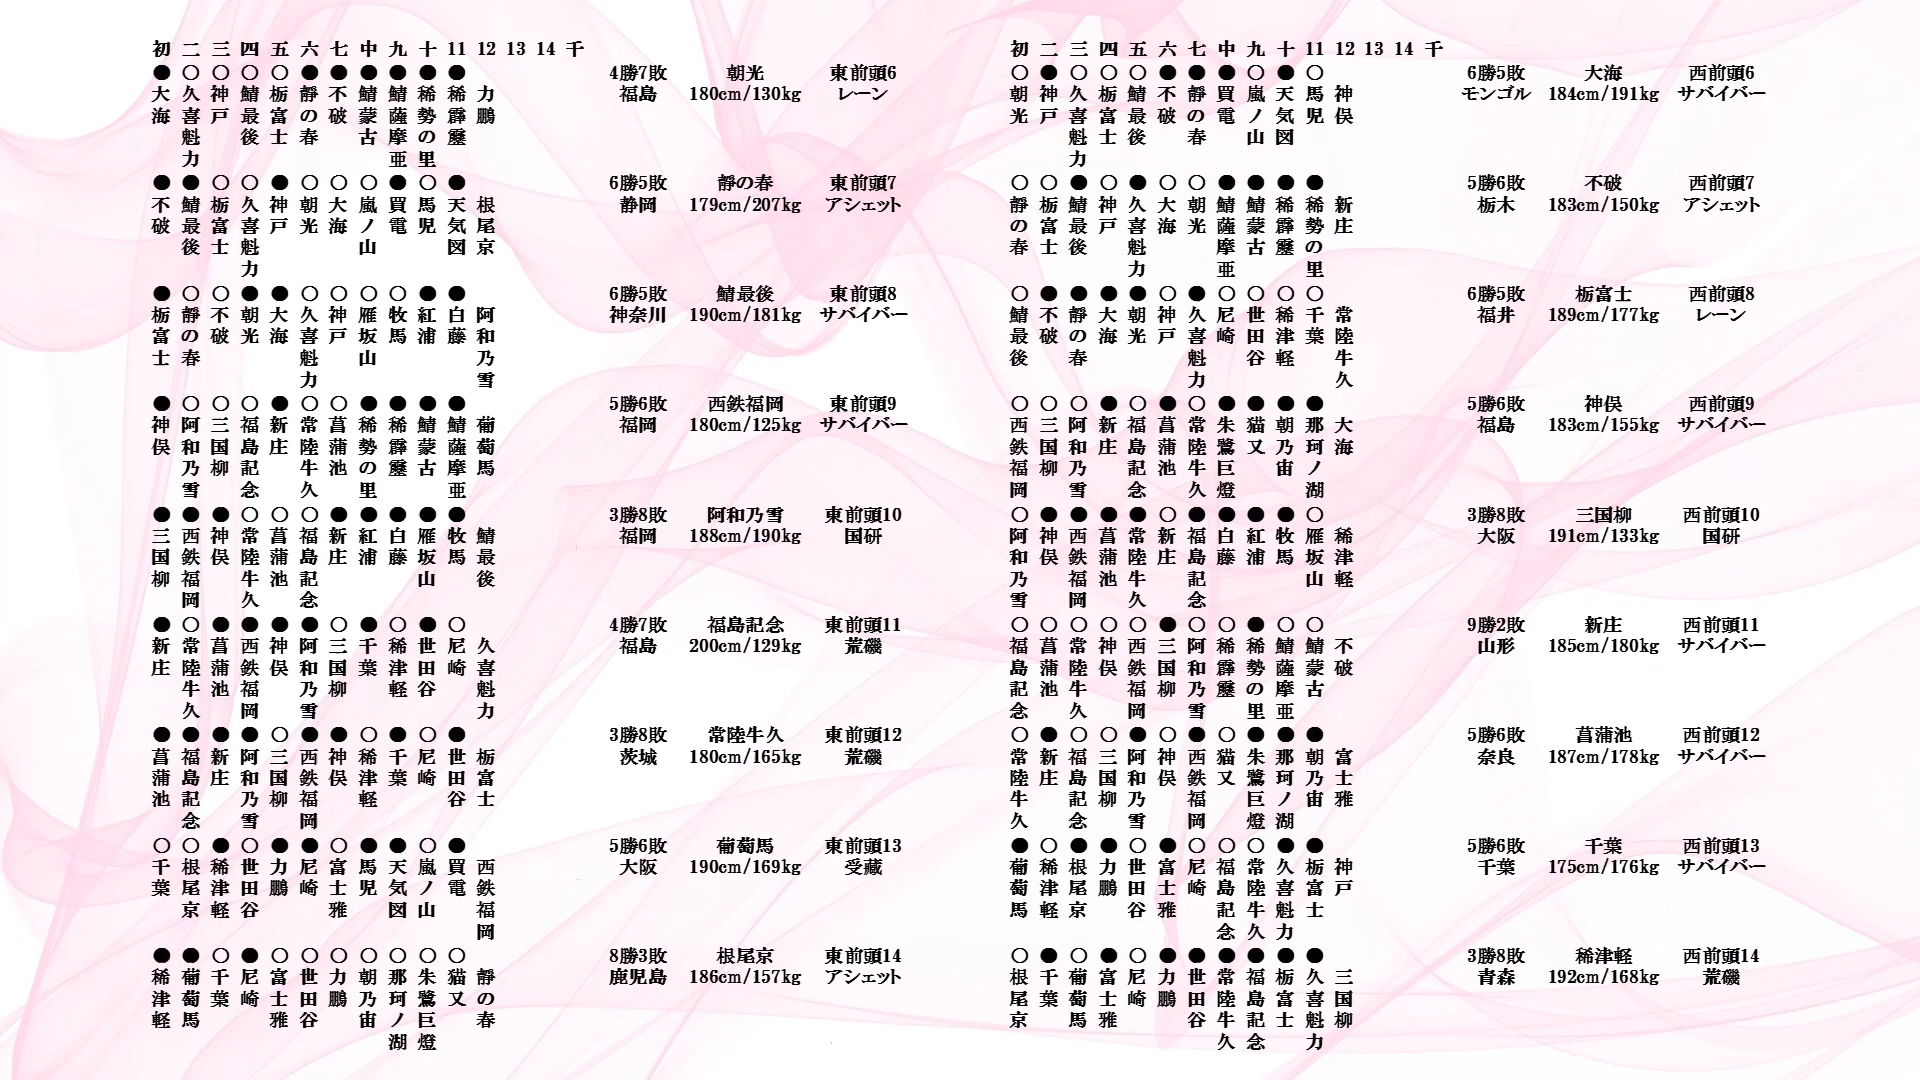 初 二 三 四 五 六 七 中 九 十 11 12 13 14 千
●大海 ○久喜魁力 ○神戸 ○鯖最後 ○栃富士 ●靜の春 ●不破 ●鯖蒙古 ●鯖薩摩亜 ●稀勢の里 ●稀霹靂 力鵬
4勝7敗 朝光 東前頭6
福島 180cm/130kg レーン
●不破 ●鯖最後 ○栃富士 ○久喜魁力 ●神戸 ○朝光 ○大海 ○嵐ノ山 ●買電 ○馬児 ●天気図 根尾京
6勝5敗 靜の春 東前頭7
静岡 179cm/207kg アシェット
●栃富士 ○靜の春 ○不破 ●朝光 ●大海 ○久喜魁力 ○神戸 ○雁坂山 ○牧馬 ●紅浦 ●白藤 阿和乃雪
6勝5敗 鯖最後 東前頭8
神奈川 190cm/181kg サバイバー
●神俣 ○阿和乃雪 ○三国柳 ○福島記念 ●新庄 ○常陸牛久 ○菖蒲池 ●稀勢の里 ●稀霹靂 ●鯖蒙古 ●鯖薩摩亜 葡萄馬
5勝6敗 西鉄福岡 東前頭9
福岡 180cm/125kg サバイバー
●三国柳 ●西鉄福岡 ●神俣 ○常陸牛久 ○菖蒲池 ○福島記念 ●新庄 ●紅浦 ●白藤 ●雁坂山 ●牧馬 鯖最後
3勝8敗 阿和乃雪 東前頭10
福岡 188cm/190kg 国研
●新庄 ○常陸牛久 ●菖蒲池 ●西鉄福岡 ●神俣 ●阿和乃雪 ○三国柳 ●千葉 ○稀津軽 ●世田谷 ○尼崎 久喜魁力
4勝7敗 福島記念 東前頭11
福島 200cm/129kg 荒磯
●菖蒲池 ●福島記念 ●新庄 ●阿和乃雪 ○三国柳 ●西鉄福岡 ●神俣 ○稀津軽 ●千葉 ○尼崎 ●世田谷 栃富士
3勝8敗 常陸牛久 東前頭12
茨城 180cm/165kg 荒磯
○千葉 ○根尾京 ●稀津軽 ○世田谷 ●力鵬 ●尼崎 ○富士雅 ●馬児 ●天気図 ○嵐ノ山 ●買電 西鉄福岡
5勝6敗 葡萄馬 東前頭13
大阪 190cm/169kg 受蔵
●稀津軽 ●葡萄馬 ○千葉 ●尼崎 ○富士雅 ○世田谷 ○力鵬 ○朝乃宙 ○那珂ノ湖 ○朱鷺巨燈 ○猫又 靜の春
8勝3敗 根尾京 東前頭14
鹿児島 186cm/157kg アシェット
初 二 三 四 五 六 七 中 九 十 11 12 13 14 千
○朝光 ●神戸 ○久喜魁力 ○栃富士 ○鯖最後 ●不破 ●靜の春 ●買電 ○嵐ノ山 ●天気図 ○馬児 神俣
6勝5敗 大海 西前頭6
モンゴル 184cm/191kg サバイバー
○靜の春 ○栃富士 ●鯖最後 ○神戸 ●久喜魁力 ○大海 ○朝光 ●鯖薩摩亜 ●鯖蒙古 ●稀霹靂 ●稀勢の里 新庄
5勝6敗 不破 西前頭7
栃木 183cm/150kg アシェット
○鯖最後 ●不破 ●靜の春 ●大海 ●朝光 ○神戸 ●久喜魁力 ○尼崎 ○世田谷 ○稀津軽 ○千葉 常陸牛久
6勝5敗 栃富士 西前頭8
福井 189cm/177kg レーン
○西鉄福岡 ○三国柳 ○阿和乃雪 ●新庄 ○福島記念 ●菖蒲池 ○常陸牛久 ●朱鷺巨燈 ●猫又 ●朝乃宙 ●那珂ノ湖 大海
5勝6敗 神俣 西前頭9
福島 183cm/155kg サバイバー
○阿和乃雪 ●神俣 ●西鉄福岡 ●菖蒲池 ●常陸牛久 ○新庄 ●福島記念 ●白藤 ●紅浦 ●牧馬 ○雁坂山 稀津軽
3勝8敗 三国柳 西前頭10
大阪 191cm/133kg 国研
○福島記念 ○菖蒲池 ○常陸牛久 ○神俣 ○西鉄福岡 ●三国柳 ○阿和乃雪 ○稀霹靂 ●稀勢の里 ○鯖薩摩亜 ○鯖蒙古 不破
9勝2敗 新庄 西前頭11
山形 185cm/180kg サバイバー
○常陸牛久 ●新庄 ○福島記念 ○三国柳 ●阿和乃雪 ○神俣 ●西鉄福岡 ○猫又 ●朱鷺巨燈 ●那珂ノ湖 ●朝乃宙 富士雅
5勝6敗 菖蒲池 西前頭12
奈良 187cm/178kg サバイバー
●葡萄馬 ○稀津軽 ●根尾京 ●力鵬 ○世田谷 ●富士雅 ○尼崎 ○福島記念 ○常陸牛久 ●久喜魁力 ●栃富士 神戸
5勝6敗 千葉 西前頭13
千葉 175cm/176kg サバイバー
○根尾京 ●千葉 ○葡萄馬 ●富士雅 ○尼崎 ●力鵬 ●世田谷 ●常陸牛久 ●福島記念 ●栃富士 ●久喜魁力 三国柳
3勝8敗 稀津軽 西前頭14
青森 192cm/168kg 荒磯